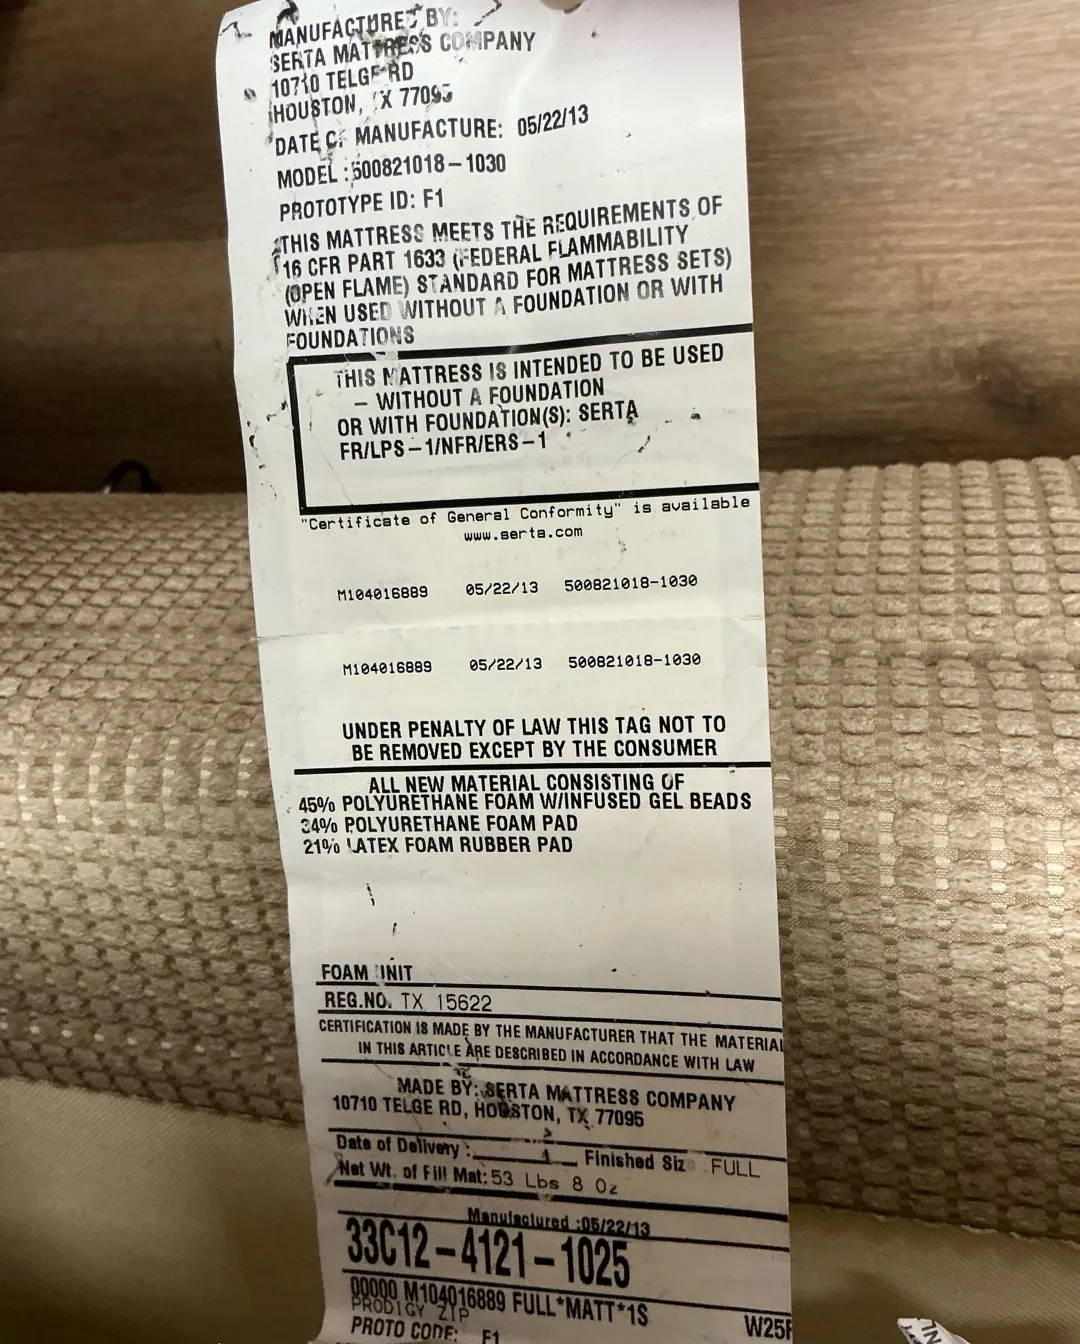 MANUFACTURED BY:
SERTA MATTRESS COMPANY
10710 TELGE RD
HOUSTON, TX 77095
DATE OF MANUFACTURE: 05/22/13
MODEL :500821018-1030
PROTOTYPE ID: F1
THIS MATTRESS MEETS THE REQUIREMENTS OF
16 CFR PART 1633 (FEDERAL FLAMMABILITY
(OPEN FLAME) STANDARD FOR MATTRESS SETS)
WHEN USED WITHOUT A FOUNDATION OR WITH
FOUNDATIONS
THIS MATTRESS IS INTENDED TO BE USED
- WITHOUT A FOUNDATION
OR WITH FOUNDATION(S): SERTA
FR/LPS-1/NFR/ERS-1
"Certificate of General Conformity" is available
www.serta.com
M104016889 05/22/13 500821018-1030
M104016889 05/22/13 500821018-1030
UNDER PENALTY OF LAW THIS TAG NOT TO
BE REMOVED EXCEPT BY THE CONSUMER
ALL NEW MATERIAL CONSISTING OF
45% POLYURETHANE FOAM W/INFUSED GEL BEADS
34% POLYURETHANE FOAM PAD
21% LATEX FOAM RUBBER PAD
FOAM UNIT
REG.NO. TX 15622
CERTIFICATION IS MADE BY THE MANUFACTURER THAT THE MATERIAL
IN THIS ARTICLE ARE DESCRIBED IN ACCORDANCE WITH LAW
MADE BY: SERTA MATTRESS COMPANY
10710 TELGE RD, HOUSTON, TX 77095
Date of Delivery : Finished Siz FULL
Net Wt. of Fill Mat: 53 Lbs 8 Oz
Manufactured :05/22/13
33C12-4121-1025
00000 M104016889 FULL*MATT*1S
PRODIGY ZIP W25F
PROTO CODE: F1